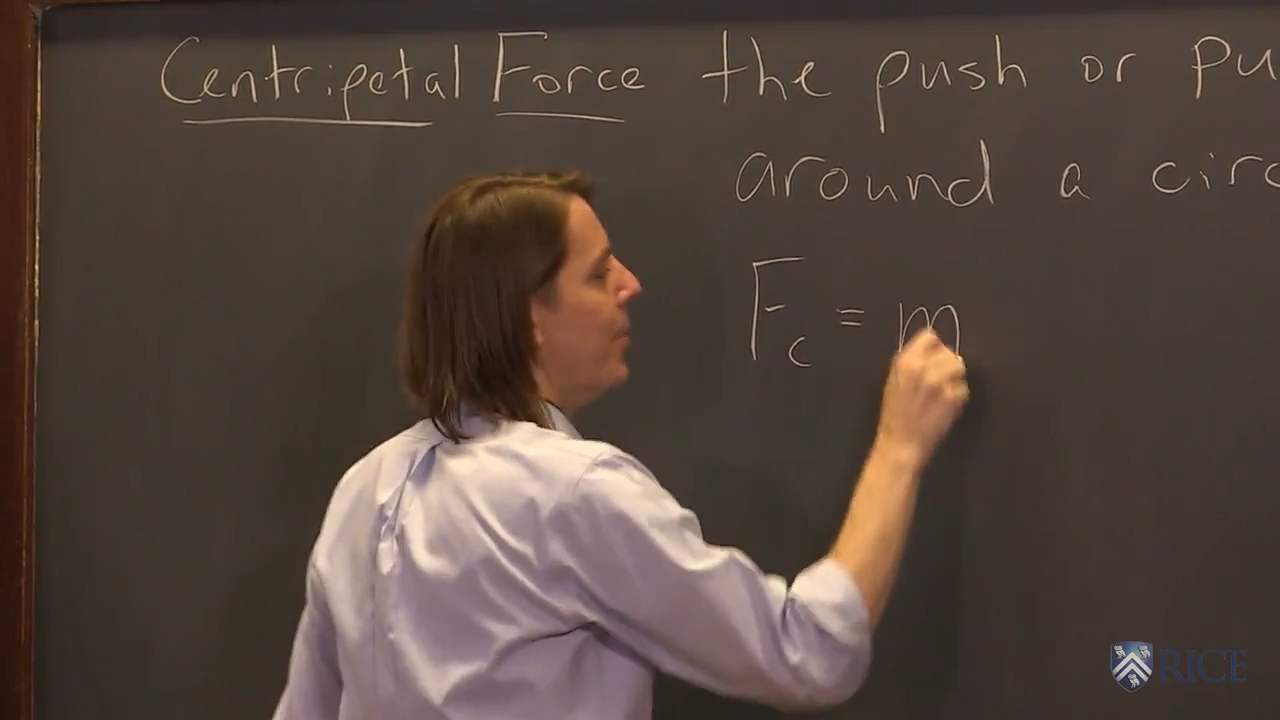 Centripetal Force the push or pu
around a circ
Fc = m
RICE